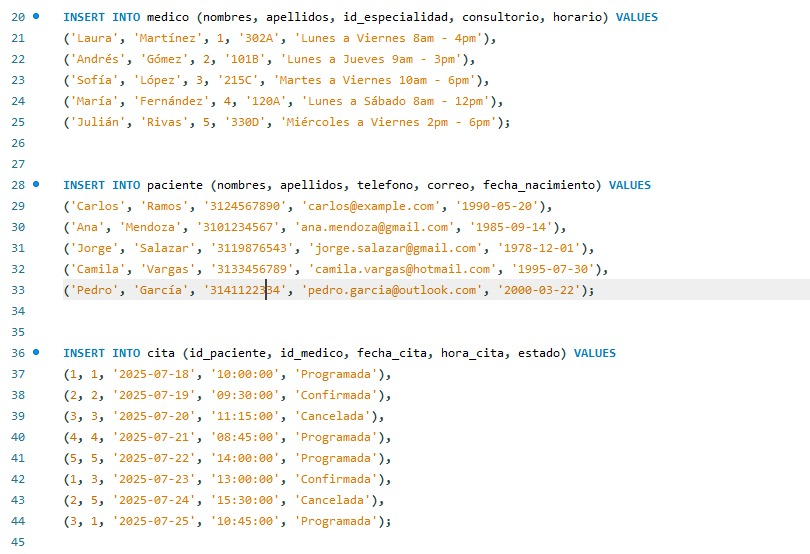 20 INSERT INTO medico (nombres, apellidos, id_especialidad, consultorio, horario) VALUES
21 ('Laura', 'Martínez', 1, '302A', 'Lunes a Viernes 8am - 4pm'),
22 ('Andrés', 'Gómez', 2, '101B', 'Lunes a Jueves 9am - 3pm'),
23 ('Sofía', 'López', 3, '215C', 'Martes a Viernes 10am - 6pm'),
24 ('María', 'Fernández', 4, '120A', 'Lunes a Sábado 8am - 12pm'),
25 ('Julián', 'Rivas', 5, '330D', 'Miércoles a Viernes 2pm - 6pm');
26
27
28 INSERT INTO paciente (nombres, apellidos, telefono, correo, fecha_nacimiento) VALUES
29 ('Carlos', 'Ramos', '3124567890', 'carlos@example.com', '1990-05-20'),
30 ('Ana', 'Mendoza', '3101234567', 'ana.mendoza@gmail.com', '1985-09-14'),
31 ('Jorge', 'Salazar', '3119876543', 'jorge.salazar@gmail.com', '1978-12-01'),
32 ('Camila', 'Vargas', '3133456789', 'camila.vargas@hotmail.com', '1995-07-30'),
33 ('Pedro', 'García', '3141122334', 'pedro.garcia@outlook.com', '2000-03-22');
34
35
36 INSERT INTO cita (id_paciente, id_medico, fecha_cita, hora_cita, estado) VALUES
37 (1, 1, '2025-07-18', '10:00:00', 'Programada'),
38 (2, 2, '2025-07-19', '09:30:00', 'Confirmada'),
39 (3, 3, '2025-07-20', '11:15:00', 'Cancelada'),
40 (4, 4, '2025-07-21', '08:45:00', 'Programada'),
41 (5, 5, '2025-07-22', '14:00:00', 'Programada'),
42 (1, 3, '2025-07-23', '13:00:00', 'Confirmada'),
43 (2, 5, '2025-07-24', '15:30:00', 'Cancelada'),
44 (3, 1, '2025-07-25', '10:45:00', 'Programada');
45